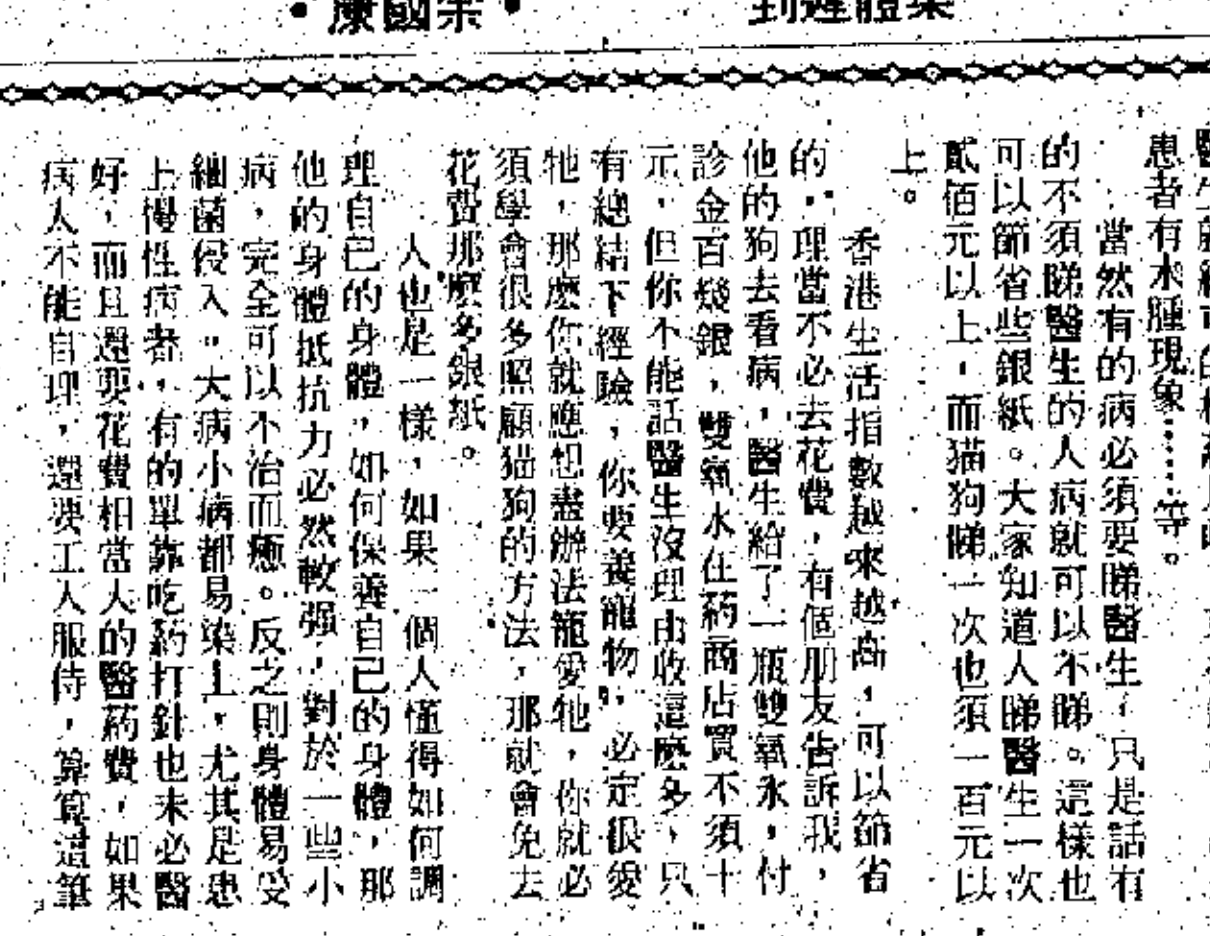 •康國榮•
到遲體
患者有水腫現象……等。
當然有的病必須要睇醫生，只是話有
的不須睇醫生的人病就可以不睇。這樣也
可以節省些銀紙。大家知道人睇醫生一次
貳佰元以上，而猫狗睇一次也須一百元以
上。
香港生活指數越來越高，可以節省
的，理當不必去花費，有個朋友告訴我，
他的狗去看病，醫生給了一瓶雙氧水，付
診金百幾銀，雙氧水在葯商店買不須十
元，但你不能話醫生沒理由收這麽多，只
有總結下經驗，你要養寵物，必定很愛
牠，那麽你就應想盡辦法寵愛牠，你就必
須學會很多照顧猫狗的方法，那就會免去
花費那麽多銀紙。
人也是一樣，如果一個人懂得如何調
理自己的身體，如何保養自己的身體，那
他的身體抵抗力必然較强，對於一些小
病，完全可以不治而癒。反之則身體易受
細菌侵入。大病小病都易染上，尤其是患
上慢性病者，有的單靠吃葯打針也未必醫
好，而且還要花費相當大的醫葯費，如果
病人不能自理，還要工人服侍，算算這筆